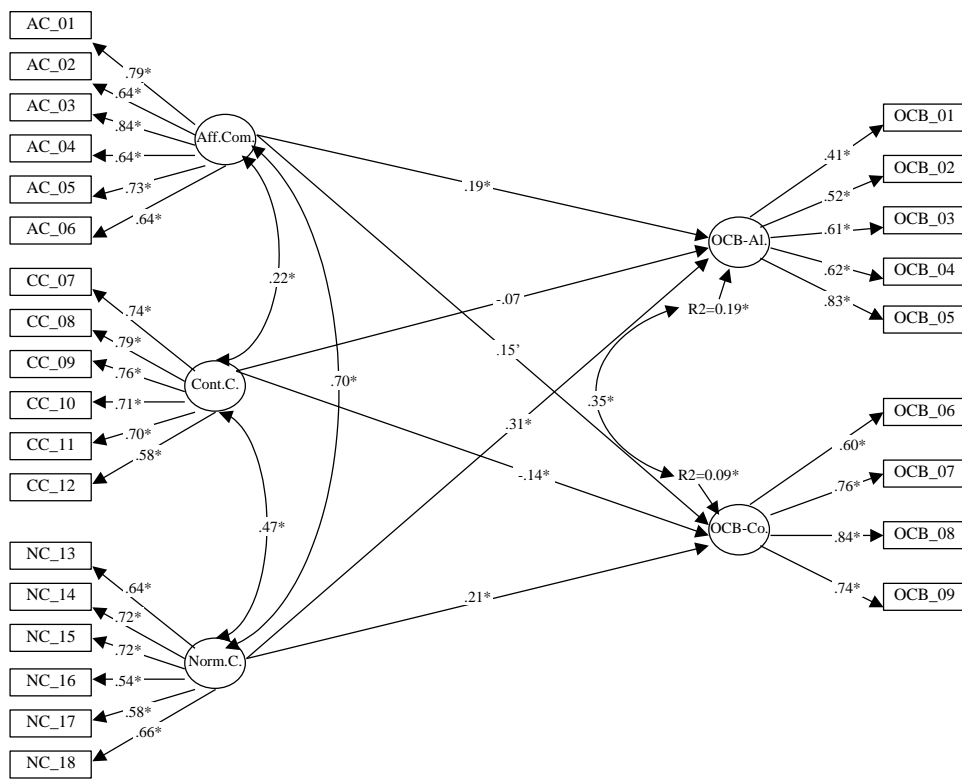 AC_01
AC_02
AC_03
AC_04
AC_05
AC_06
.79*
.64*
.84*
.64*
.73*
.64*
Aff.Com.
CC_07
CC_08
CC_09
CC_10
CC_11
CC_12
.74*
.79*
.76*
.71*
.70*
.58*
Cont.C.
NC_13
NC_14
NC_15
NC_16
NC_17
NC_18
.64*
.72*
.72*
.54*
.58*
.66*
Norm.C.
.22*
.70*
.47*
.19*
-.07
.15’
.31*
-.14*
.21*
OCB-Al.
R2=0.19*
.35*
R2=0.09*
OCB-Co.
.41*
.52*
.61*
.62*
.83*
OCB_01
OCB_02
OCB_03
OCB_04
OCB_05
.60*
.76*
.84*
.74*
OCB_06
OCB_07
OCB_08
OCB_09